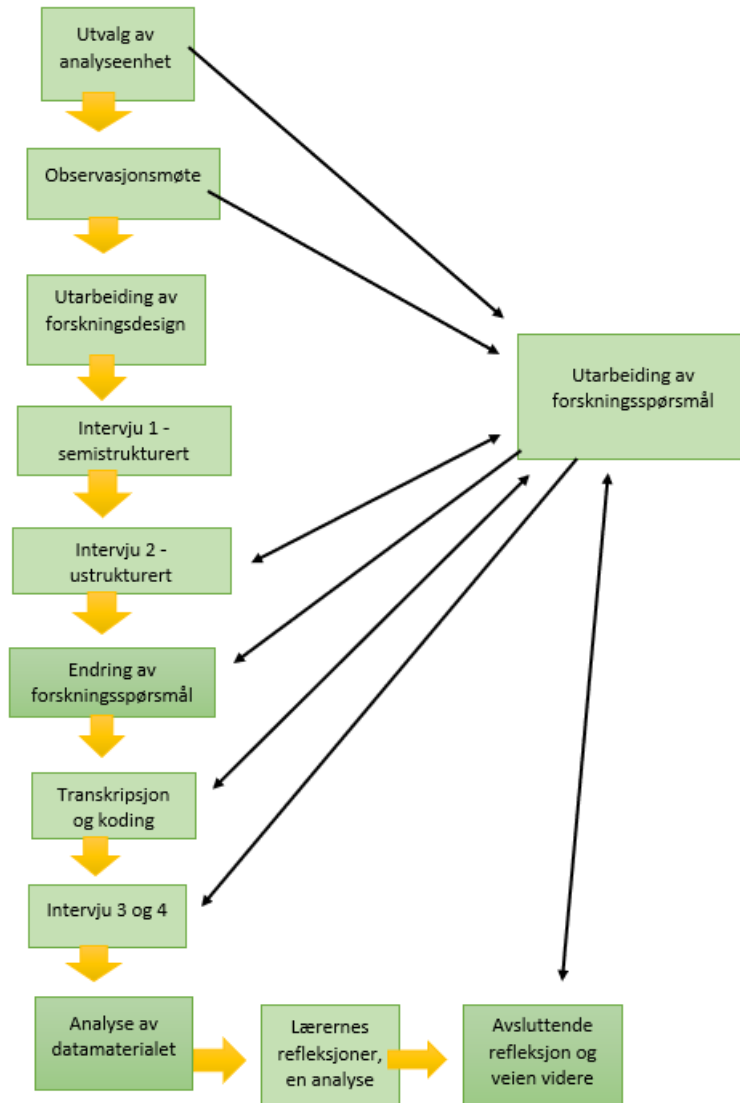 Utvalg av
analyseenhet
Observasjonsmøte
Utarbeiding av
forskningsdesign
Utarbeiding av
forskningsspørsmål
Intervju 1 -
semistrukturert
Intervju 2 -
ustrukturert
Endring av
forskningsspørsmål
Transkripsjon
og koding
Intervju 3 og 4
Analyse av
datamaterialet
Lærernes
refleksjoner,
en analyse
Avsluttende
refleksjon og
veien videre